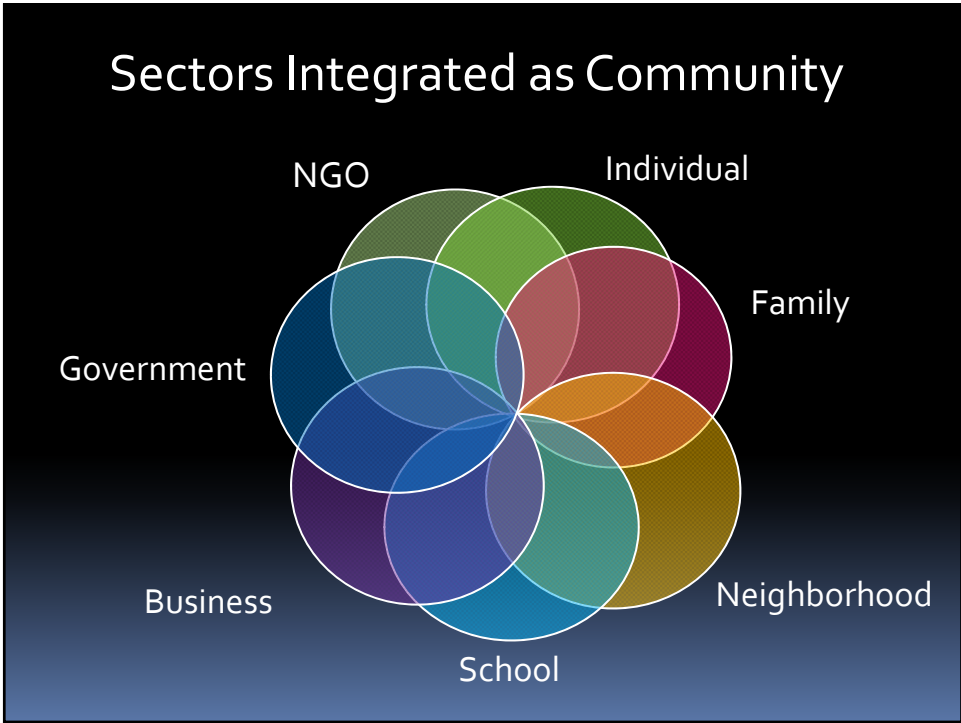 Sectors Integrated as Community
NGO
Individual
Family
Government
Neighborhood
Business
School